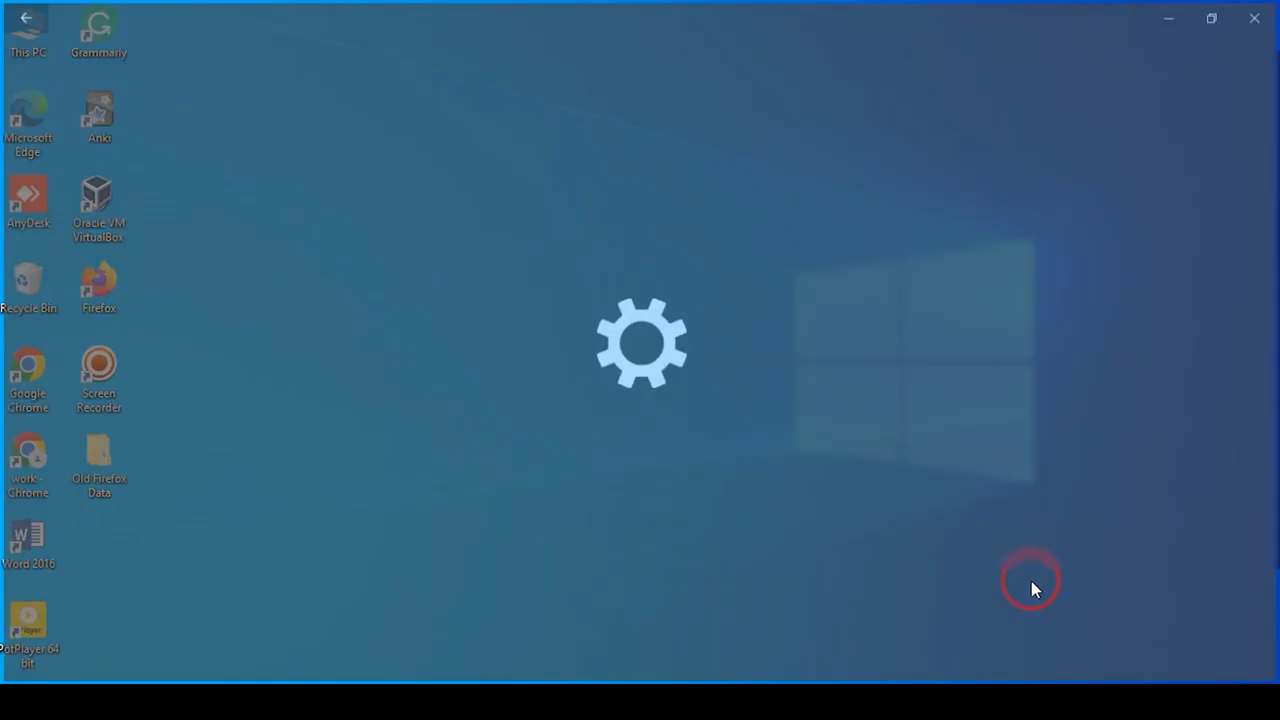 This PC
Grammarly
Microsoft
Edge
Anki
AnyDesk
Oracle VM
VirtualBox
Recycle Bin
Firefox
Google
Chrome
Screen
Recorder
work -
Chrome
Old Firefox
Data
Word 2016
PotPlayer 64
bit